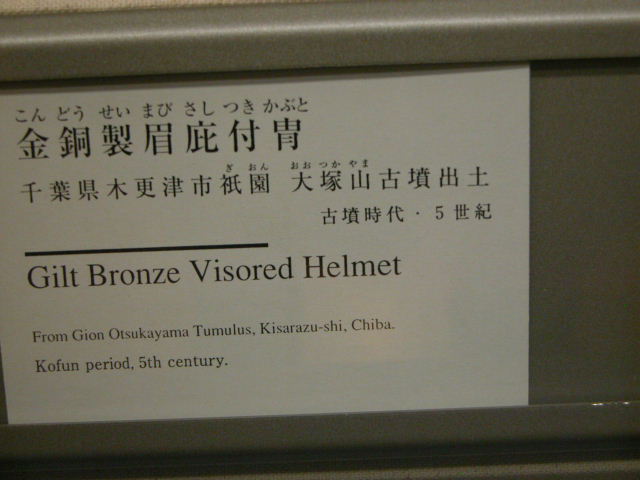 こんどうせいまびさしつきかぶと
金銅製眉庇付冑
ぎおん おおつかやま
千葉県木更津市祇園 大塚山古墳出土
古墳時代・5世紀
Gilt Bronze Visored Helmet
From Gion Otsukayama Tumulus, Kisarazu-shi, Chiba.
Kofun period, 5th century.